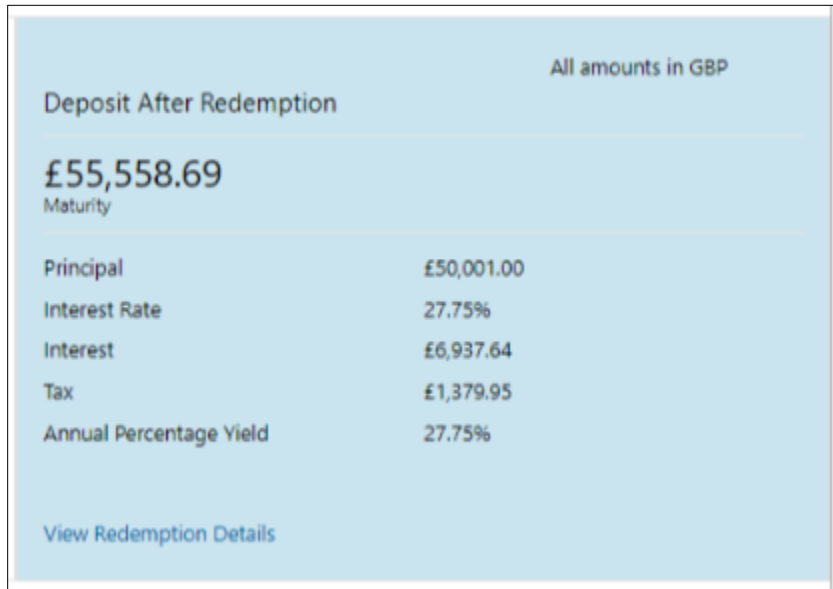 All amounts in GBP
Deposit After Redemption
£55,558.69
Maturity
Principal £50,001.00
Interest Rate 27.75%
Interest £6,937.64
Tax £1,379.95
Annual Percentage Yield 27.75%
View Redemption Details